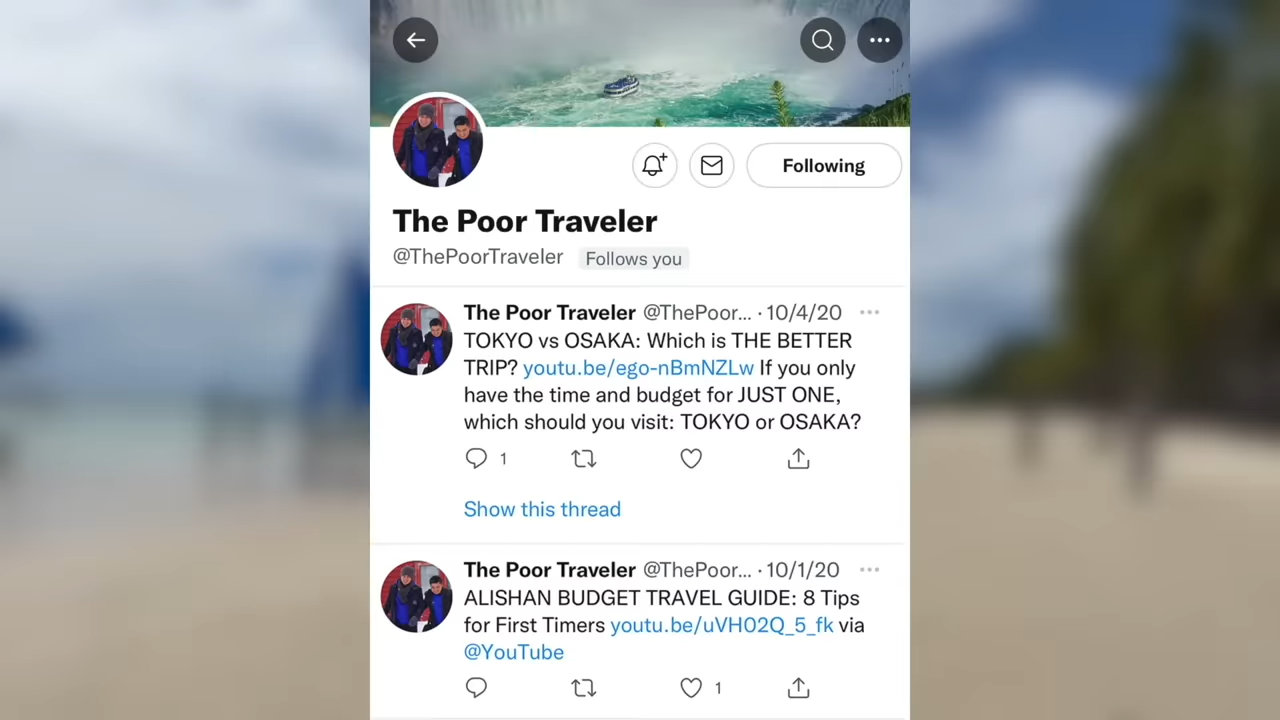 Following
The Poor Traveler
@ThePoorTraveler Follows you
The Poor Traveler @ThePoor... · 10/4/20
TOKYO vs OSAKA: Which is THE BETTER
TRIP? youtu.be/ego-nBmNZLw If you only
have the time and budget for JUST ONE,
which should you visit: TOKYO or OSAKA?
1
Show this thread
The Poor Traveler @ThePoor... · 10/1/20
ALISHAN BUDGET TRAVEL GUIDE: 8 Tips
for First Timers youtu.be/uVH02Q_5_fk via
@YouTube
1